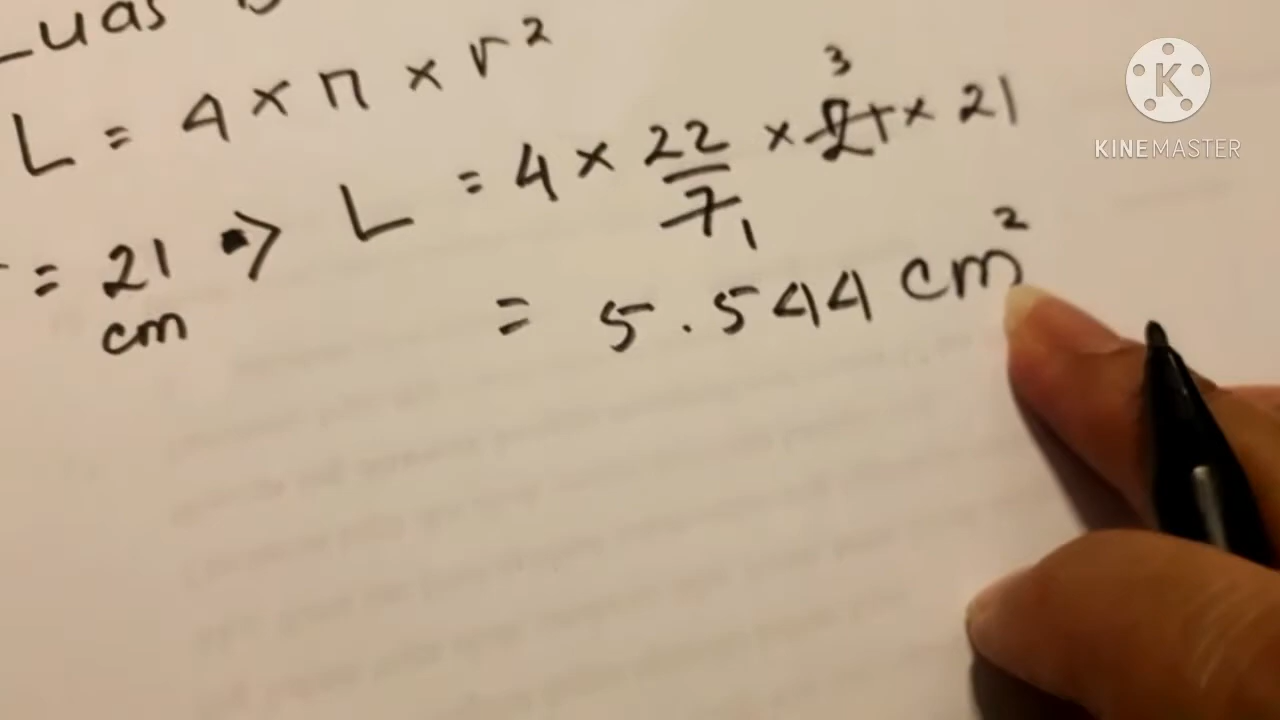 Luas
L = 4 × π × r²
r = 21 cm ⇒ L = 4 × 22/7 × 21 × 21
3
1
= 5.544 cm²
KINEMASTER